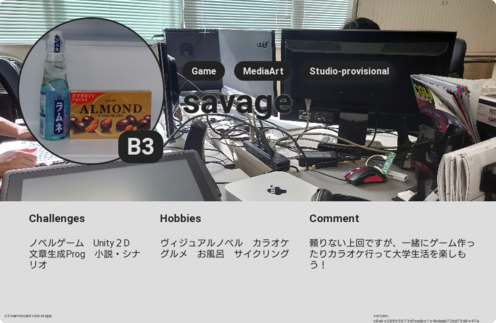 Game
MediaArt
Studio-provisional
savage
ラムネ
ALMOND
B3
Challenges
Hobbies
Comment
ノベルゲーム　Unity２D
文章生成Prog　小説・シナ
リオ
ヴィジュアルノベル　カラオケ
グルメ　お風呂　サイクリング
頼りない上回ですが、一緒にゲーム作っ
たりカラオケ行って大学生活を楽しも
う！